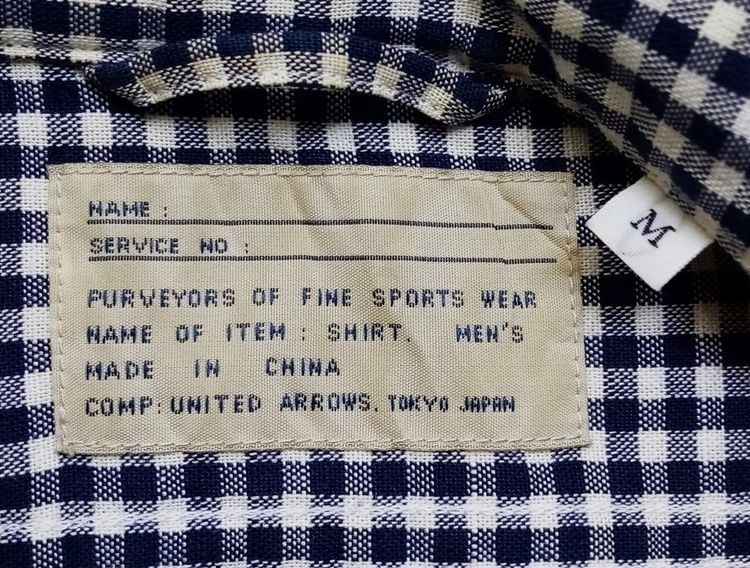 NAME :
SERVICE NO :
PURVEYORS OF FINE SPORTS WEAR
NAME OF ITEM : SHIRT. MEN'S
MADE IN CHINA
COMP: UNITED ARROWS. TOKYO JAPAN
M